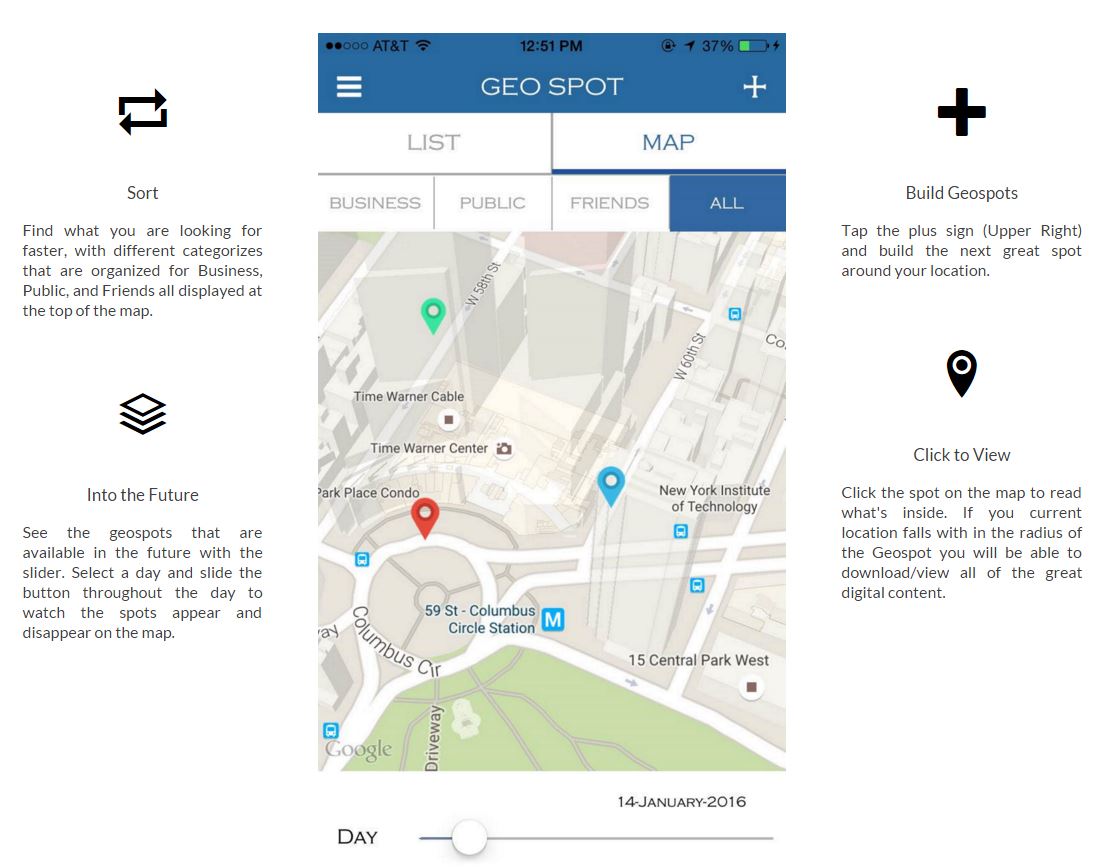 Sort
Find what you are looking for
faster, with different categorizes
that are organized for Business,
Public, and Friends all displayed at
the top of the map.
Into the Future
See the geospots that are
available in the future with the
slider. Select a day and slide the
button throughout the day to
watch the spots appear and
disappear on the map.
AT&T 12:51 PM 37%
GEO SPOT
LIST MAP
BUSINESS PUBLIC FRIENDS ALL
W 58th St
W 60th St
Co
Time Warner Cable
Time Warner Center
Park Place Condo
New York Institute
of Technology
59 St - Columbus
Circle Station M
ay
Columbus Cir
15 Central Park West
Driveway
Google
14-JANUARY-2016
DAY
Build Geospots
Tap the plus sign (Upper Right)
and build the next great spot
around your location.
Click to View
Click the spot on the map to read
what's inside. If you current
location falls with in the radius of
the Geospot you will be able to
download/view all of the great
digital content.